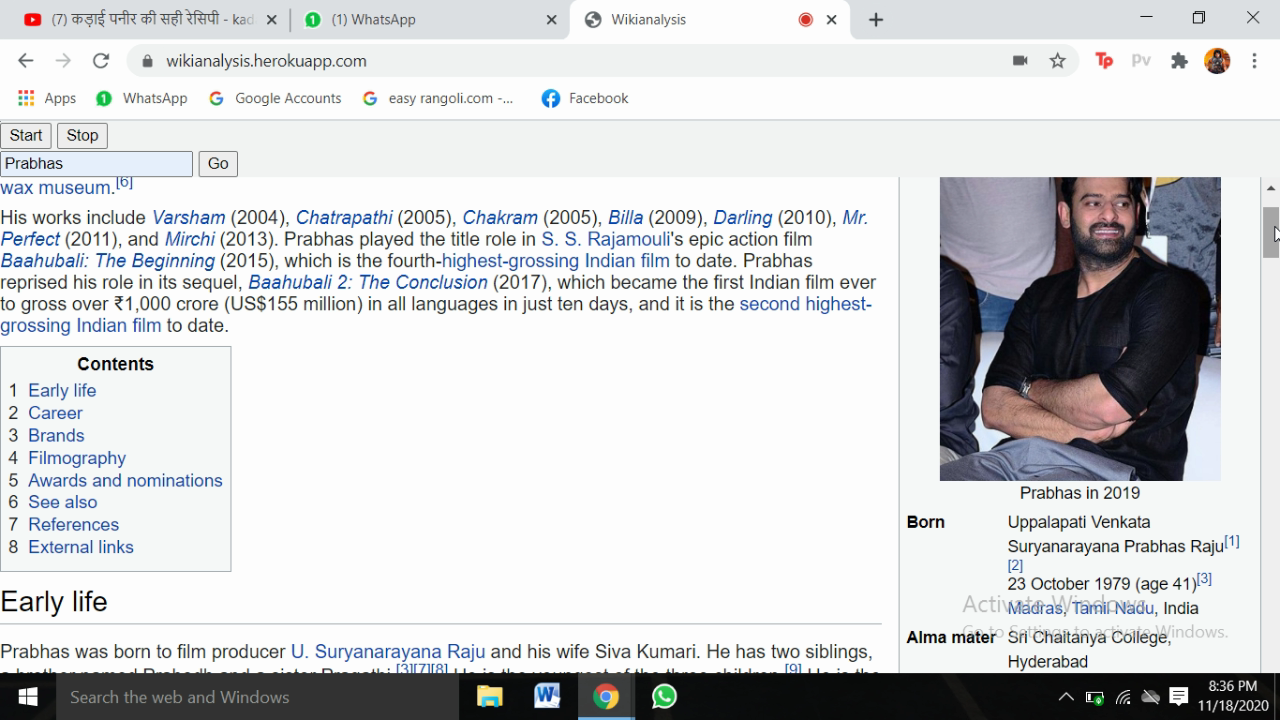 (7) कड़ाई पनीर की सही रेसिपी - kad
(1) WhatsApp
Wikianalysis
wikianalysis.herokuapp.com
Tp
Pv
Apps
WhatsApp
Google Accounts
easy rangoli.com -...
Facebook
Start
Stop
Prabhas
Go
wax museum.[6]
His works include Varsham (2004), Chatrapathi (2005), Chakram (2005), Billa (2009), Darling (2010), Mr.
Perfect (2011), and Mirchi (2013). Prabhas played the title role in S. S. Rajamouli's epic action film
Baahubali: The Beginning (2015), which is the fourth-highest-grossing Indian film to date. Prabhas
reprised his role in its sequel, Baahubali 2: The Conclusion (2017), which became the first Indian film ever
to gross over ₹1,000 crore (US$155 million) in all languages in just ten days, and it is the second highest-
grossing Indian film to date.
Contents
1 Early life
2 Career
3 Brands
4 Filmography
5 Awards and nominations
6 See also
7 References
8 External links
Early life
Prabhas was born to film producer U. Suryanarayana Raju and his wife Siva Kumari. He has two siblings,
Prabhas in 2019
Born
Uppalapati Venkata
Suryanarayana Prabhas Raju[1]
[2]
23 October 1979 (age 41)[3]
Madras, Tamil Nadu, India
Alma mater
Sri Chaitanya College,
Hyderabad
Activate Windows
Go to Settings to activate Windows.
Search the web and Windows
8:36 PM
11/18/2020